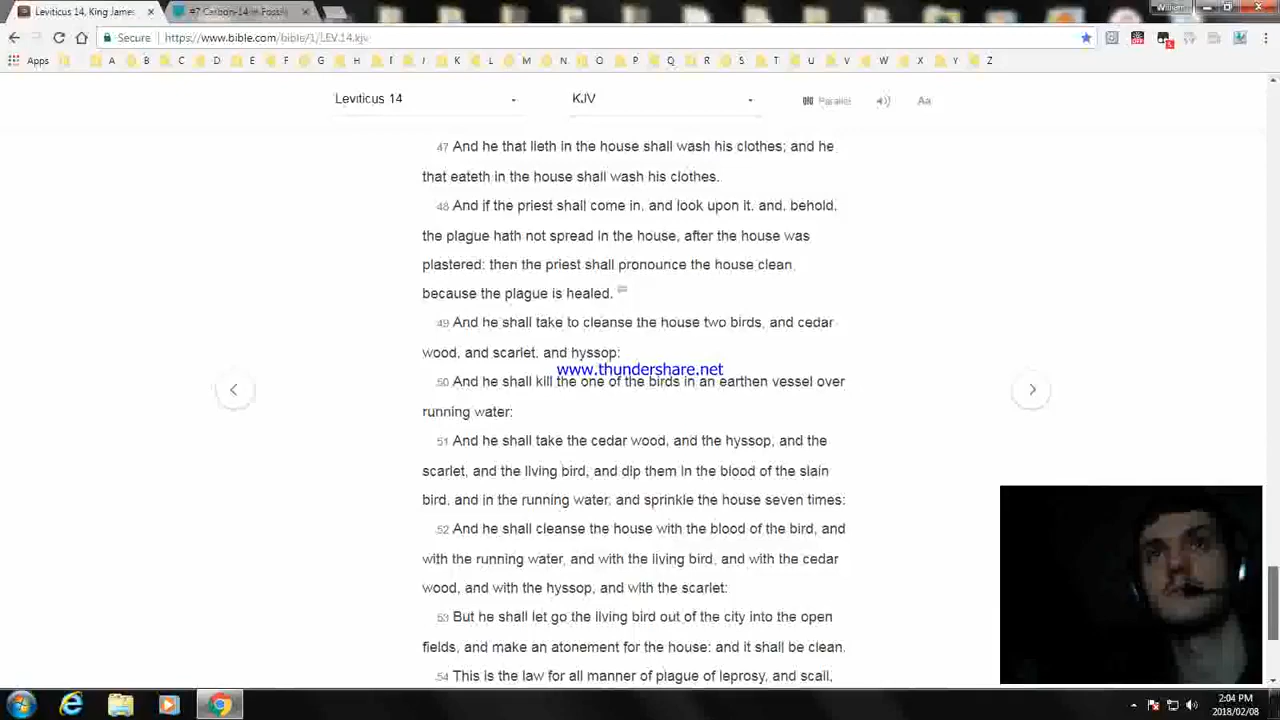 Leviticus 14, King James
#7 Carbon-14
William
Secure
https://www.bible.com/bible/1/LEV.14.kjv
Apps A B C D E F G H I J K L M N O P Q R S T U V W X Y Z
Leviticus 14
KJV
Parallel
Aa
47 And he that lieth in the house shall wash his clothes; and he
that eateth in the house shall wash his clothes.
48 And if the priest shall come in, and look upon it, and, behold,
the plague hath not spread in the house, after the house was
plastered: then the priest shall pronounce the house clean,
because the plague is healed.
49 And he shall take to cleanse the house two birds, and cedar
wood, and scarlet, and hyssop:
www.thundershare.net
50 And he shall kill the one of the birds in an earthen vessel over
running water:
51 And he shall take the cedar wood, and the hyssop, and the
scarlet, and the living bird, and dip them in the blood of the slain
bird, and in the running water, and sprinkle the house seven times:
52 And he shall cleanse the house with the blood of the bird, and
with the running water, and with the living bird, and with the cedar
wood, and with the hyssop, and with the scarlet:
53 But he shall let go the living bird out of the city into the open
fields, and make an atonement for the house: and it shall be clean.
54 This is the law for all manner of plague of leprosy, and scall,
2:04 PM
2018/02/08